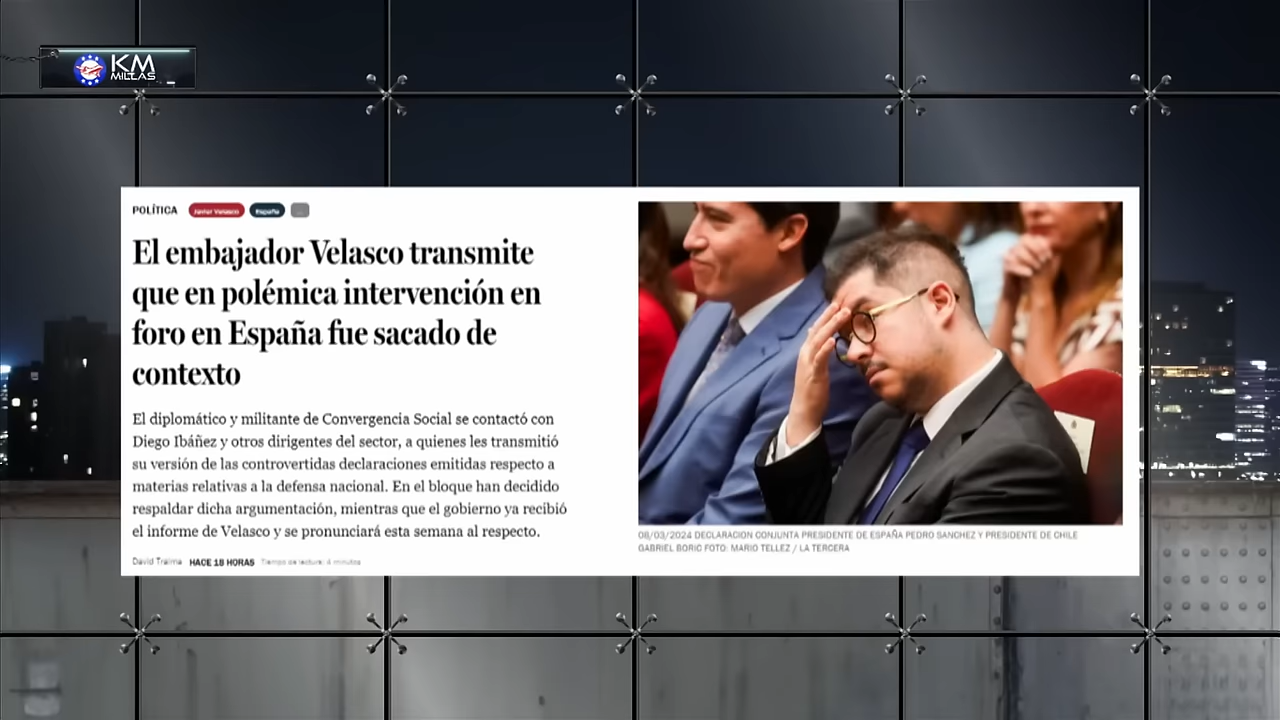 KM
MILLAS
POLÍTICA Javier Velasco España ...
El embajador Velasco transmite
que en polémica intervención en
foro en España fue sacado de
contexto
El diplomático y militante de Convergencia Social se contactó con
Diego Ibáñez y otros dirigentes del sector, a quienes les transmitió
su versión de las controvertidas declaraciones emitidas respecto a
materias relativas a la defensa nacional. En el bloque han decidido
respaldar dicha argumentación, mientras que el gobierno ya recibió
el informe de Velasco y se pronunciará esta semana al respecto.
David HACE 18 HORAS Tiempo de lectura: 4 minutos
08/03/2024 DECLARACION CONJUNTA PRESIDENTE DE ESPAÑA PEDRO SANCHEZ Y PRESIDENTE DE CHILE
GABRIEL BORIC FOTO: MARIO TELLEZ / LA TERCERA